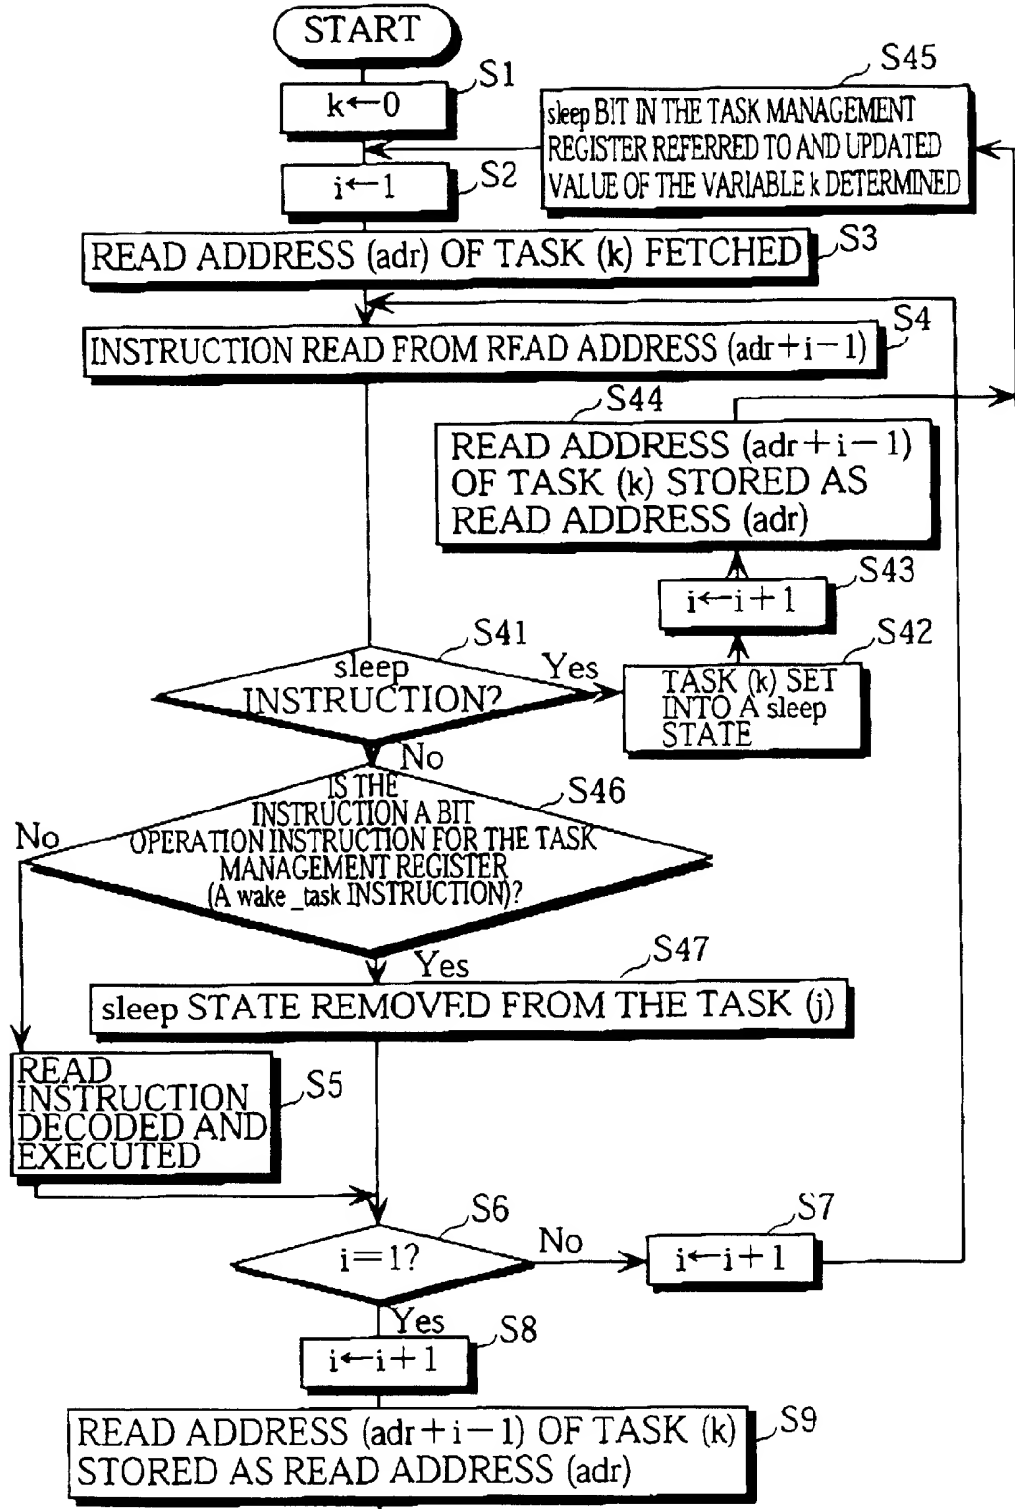 START
S1
k←0
S45
sleep BIT IN THE TASK MANAGEMENT
REGISTER REFERRED TO AND UPDATED
VALUE OF THE VARIABLE k DETERMINED
S2
i←1
S3
READ ADDRESS (adr) OF TASK (k) FETCHED
S4
INSTRUCTION READ FROM READ ADDRESS (adr+i−1)
S44
READ ADDRESS (adr+i−1)
OF TASK (k) STORED AS
READ ADDRESS (adr)
S43
i←i+1
S41
S42
sleep
INSTRUCTION?
Yes
TASK (k) SET
INTO A sleep
STATE
No
S46
IS THE
INSTRUCTION A BIT
OPERATION INSTRUCTION FOR THE TASK
MANAGEMENT REGISTER
(A wake_task INSTRUCTION)?
No
Yes
S47
sleep STATE REMOVED FROM THE TASK (j)
S5
READ
INSTRUCTION
DECODED AND
EXECUTED
S6
i=1?
No
S7
i←i+1
Yes
S8
i←i+1
S9
READ ADDRESS (adr+i−1) OF TASK (k)
STORED AS READ ADDRESS (adr)